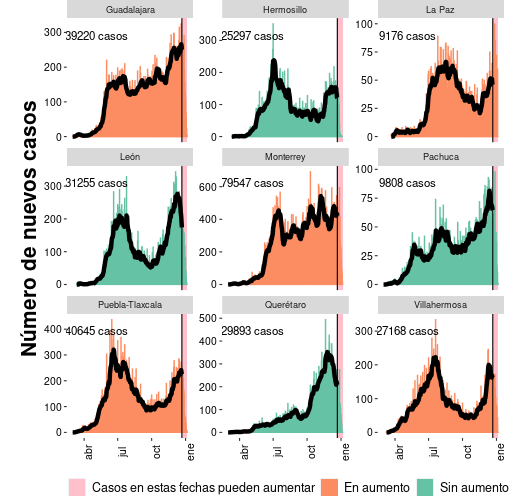 Número de nuevos casos
Guadalajara
Hermosillo
La Paz
39220 casos
25297 casos
9176 casos
300
200
100
0
300
200
100
0
100
75
50
25
0
León
Monterrey
Pachuca
31255 casos
79547 casos
9808 casos
300
200
100
0
600
400
200
0
100
75
50
25
0
Puebla-Tlaxcala
Querétaro
Villahermosa
40645 casos
29893 casos
27168 casos
400
300
200
100
0
500
400
300
200
100
0
300
200
100
0
abr
jul
oct
ene
abr
jul
oct
ene
abr
jul
oct
ene
Casos en estas fechas pueden aumentar
En aumento
Sin aumento